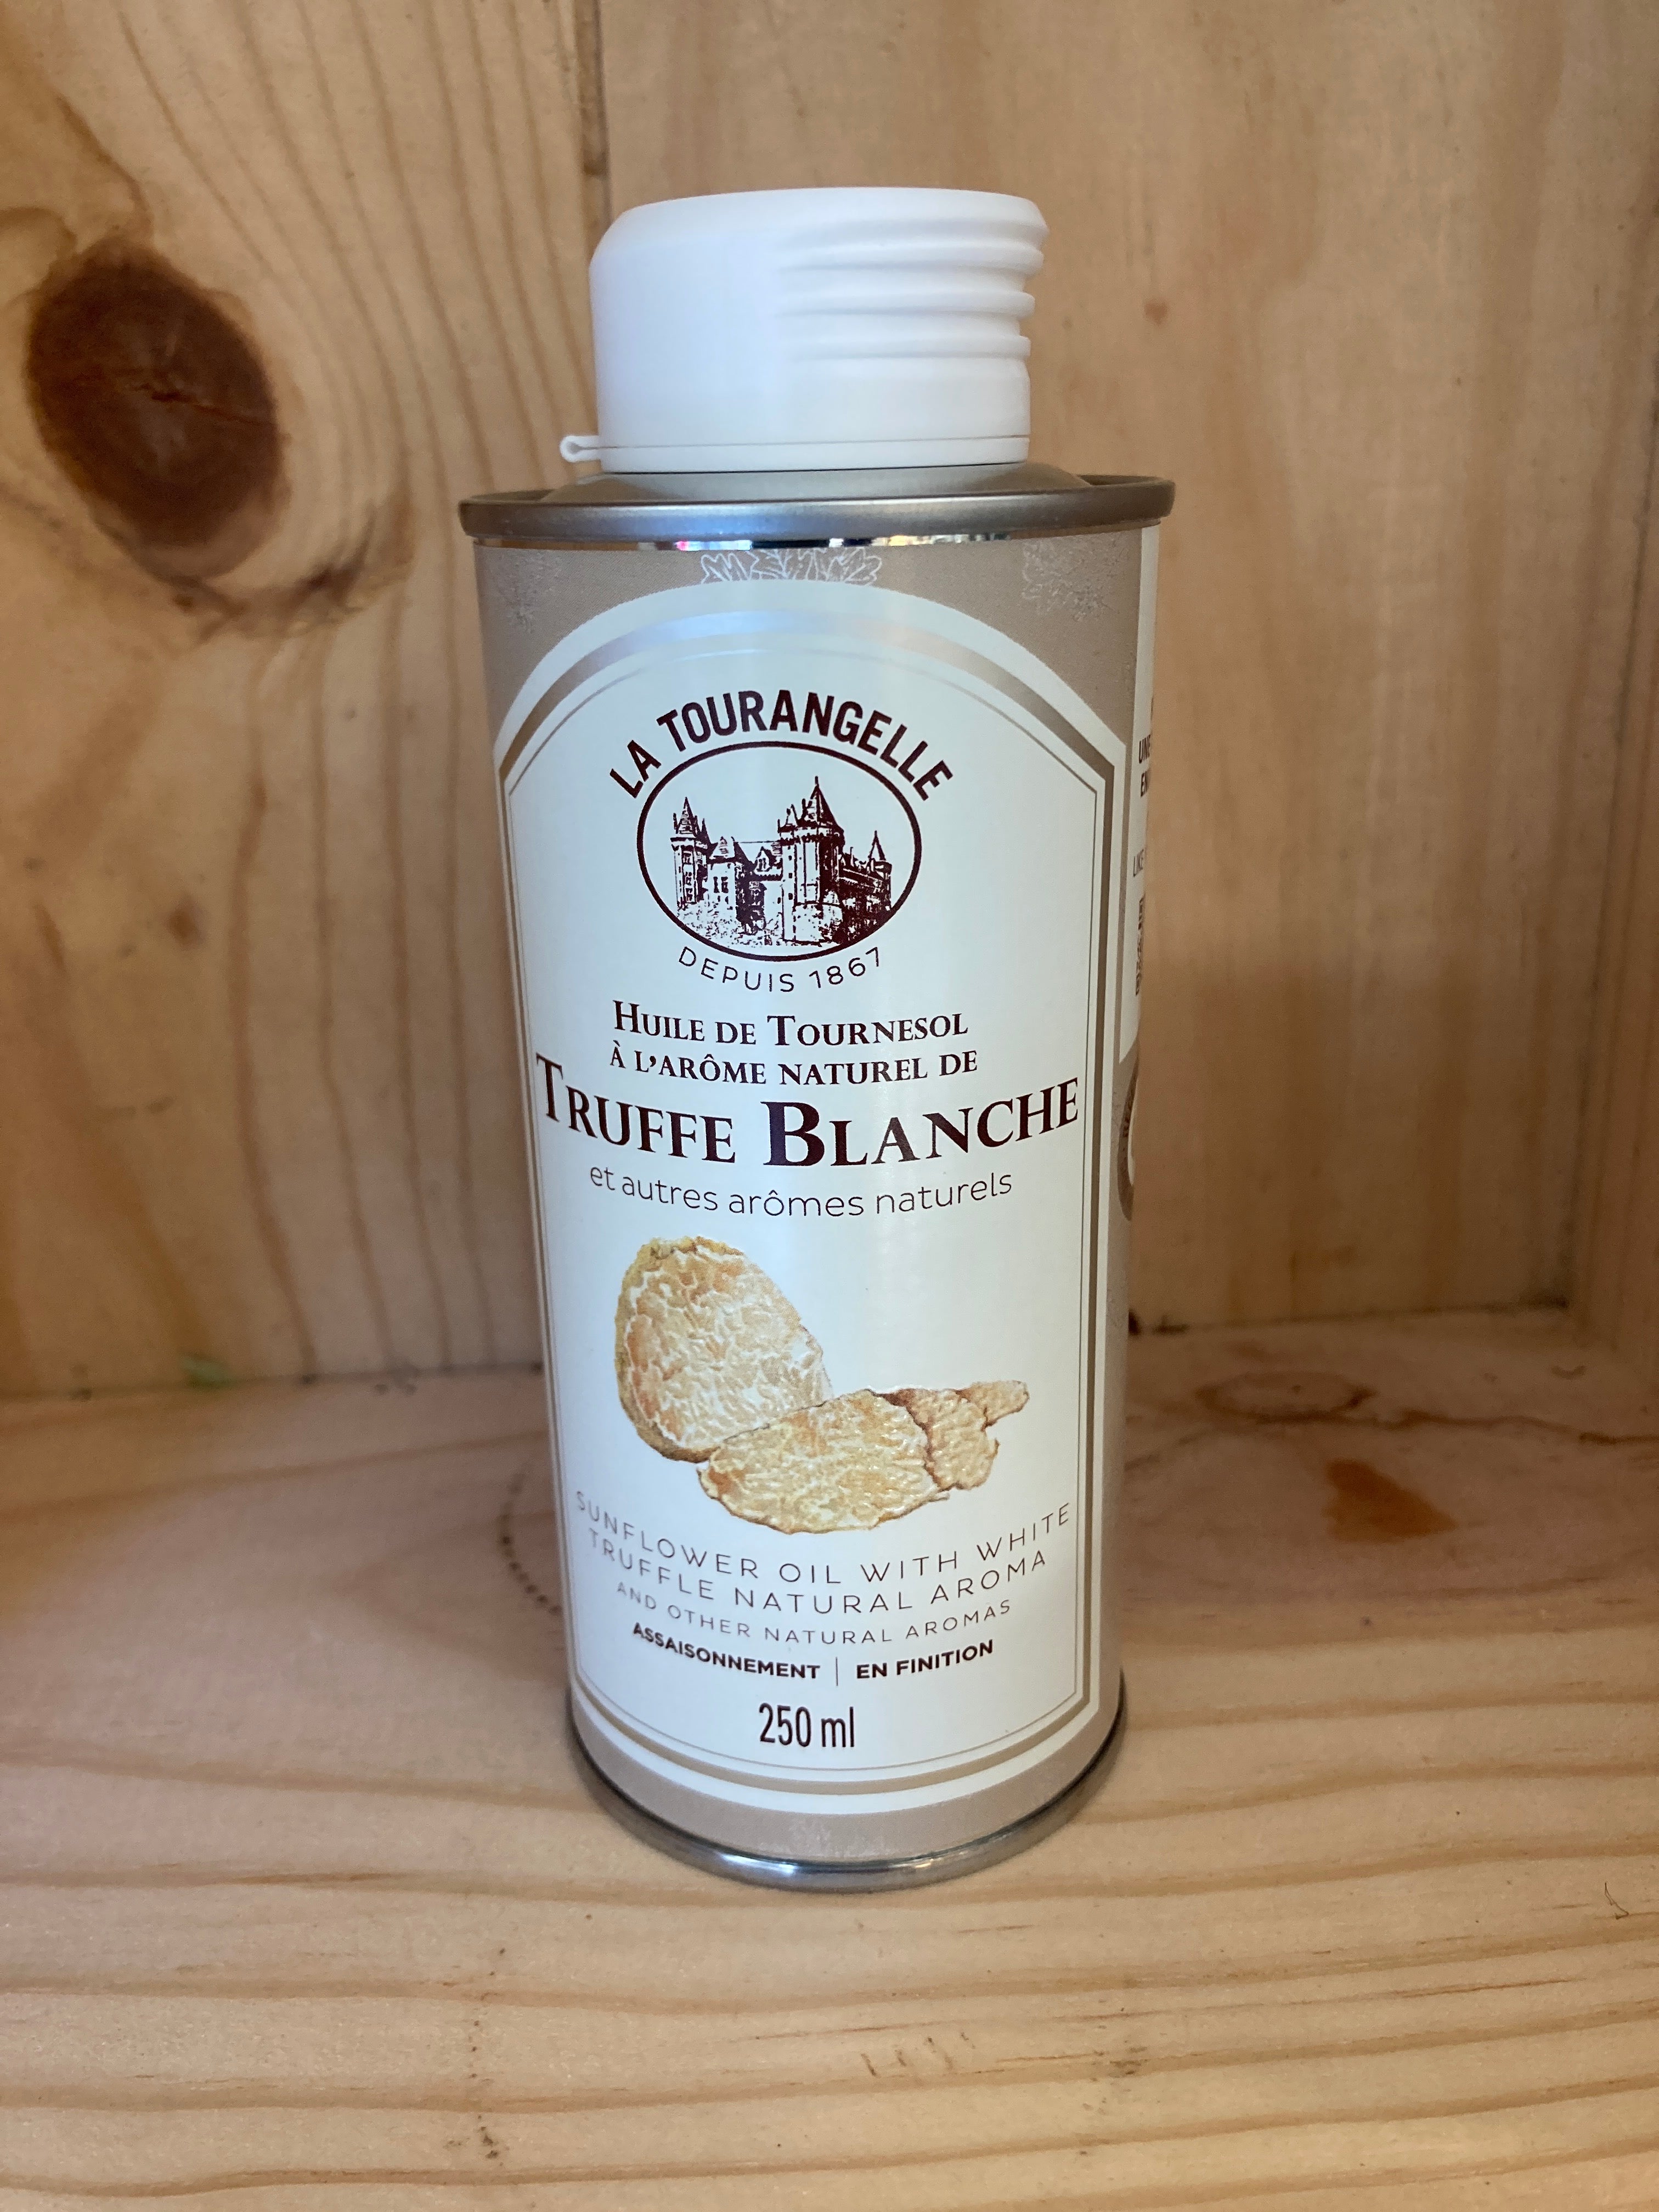 LA TOURANGELLE
DEPUIS 1867
HUILE DE TOURNESOL
À L'ARÔME NATUREL DE
TRUFFE BLANCHE
et autres arômes naturels
SUNFLOWER OIL WITH WHITE
TRUFFLE NATURAL AROMA
AND OTHER NATURAL AROMAS
ASSAISONNEMENT | EN FINITION
250 ml